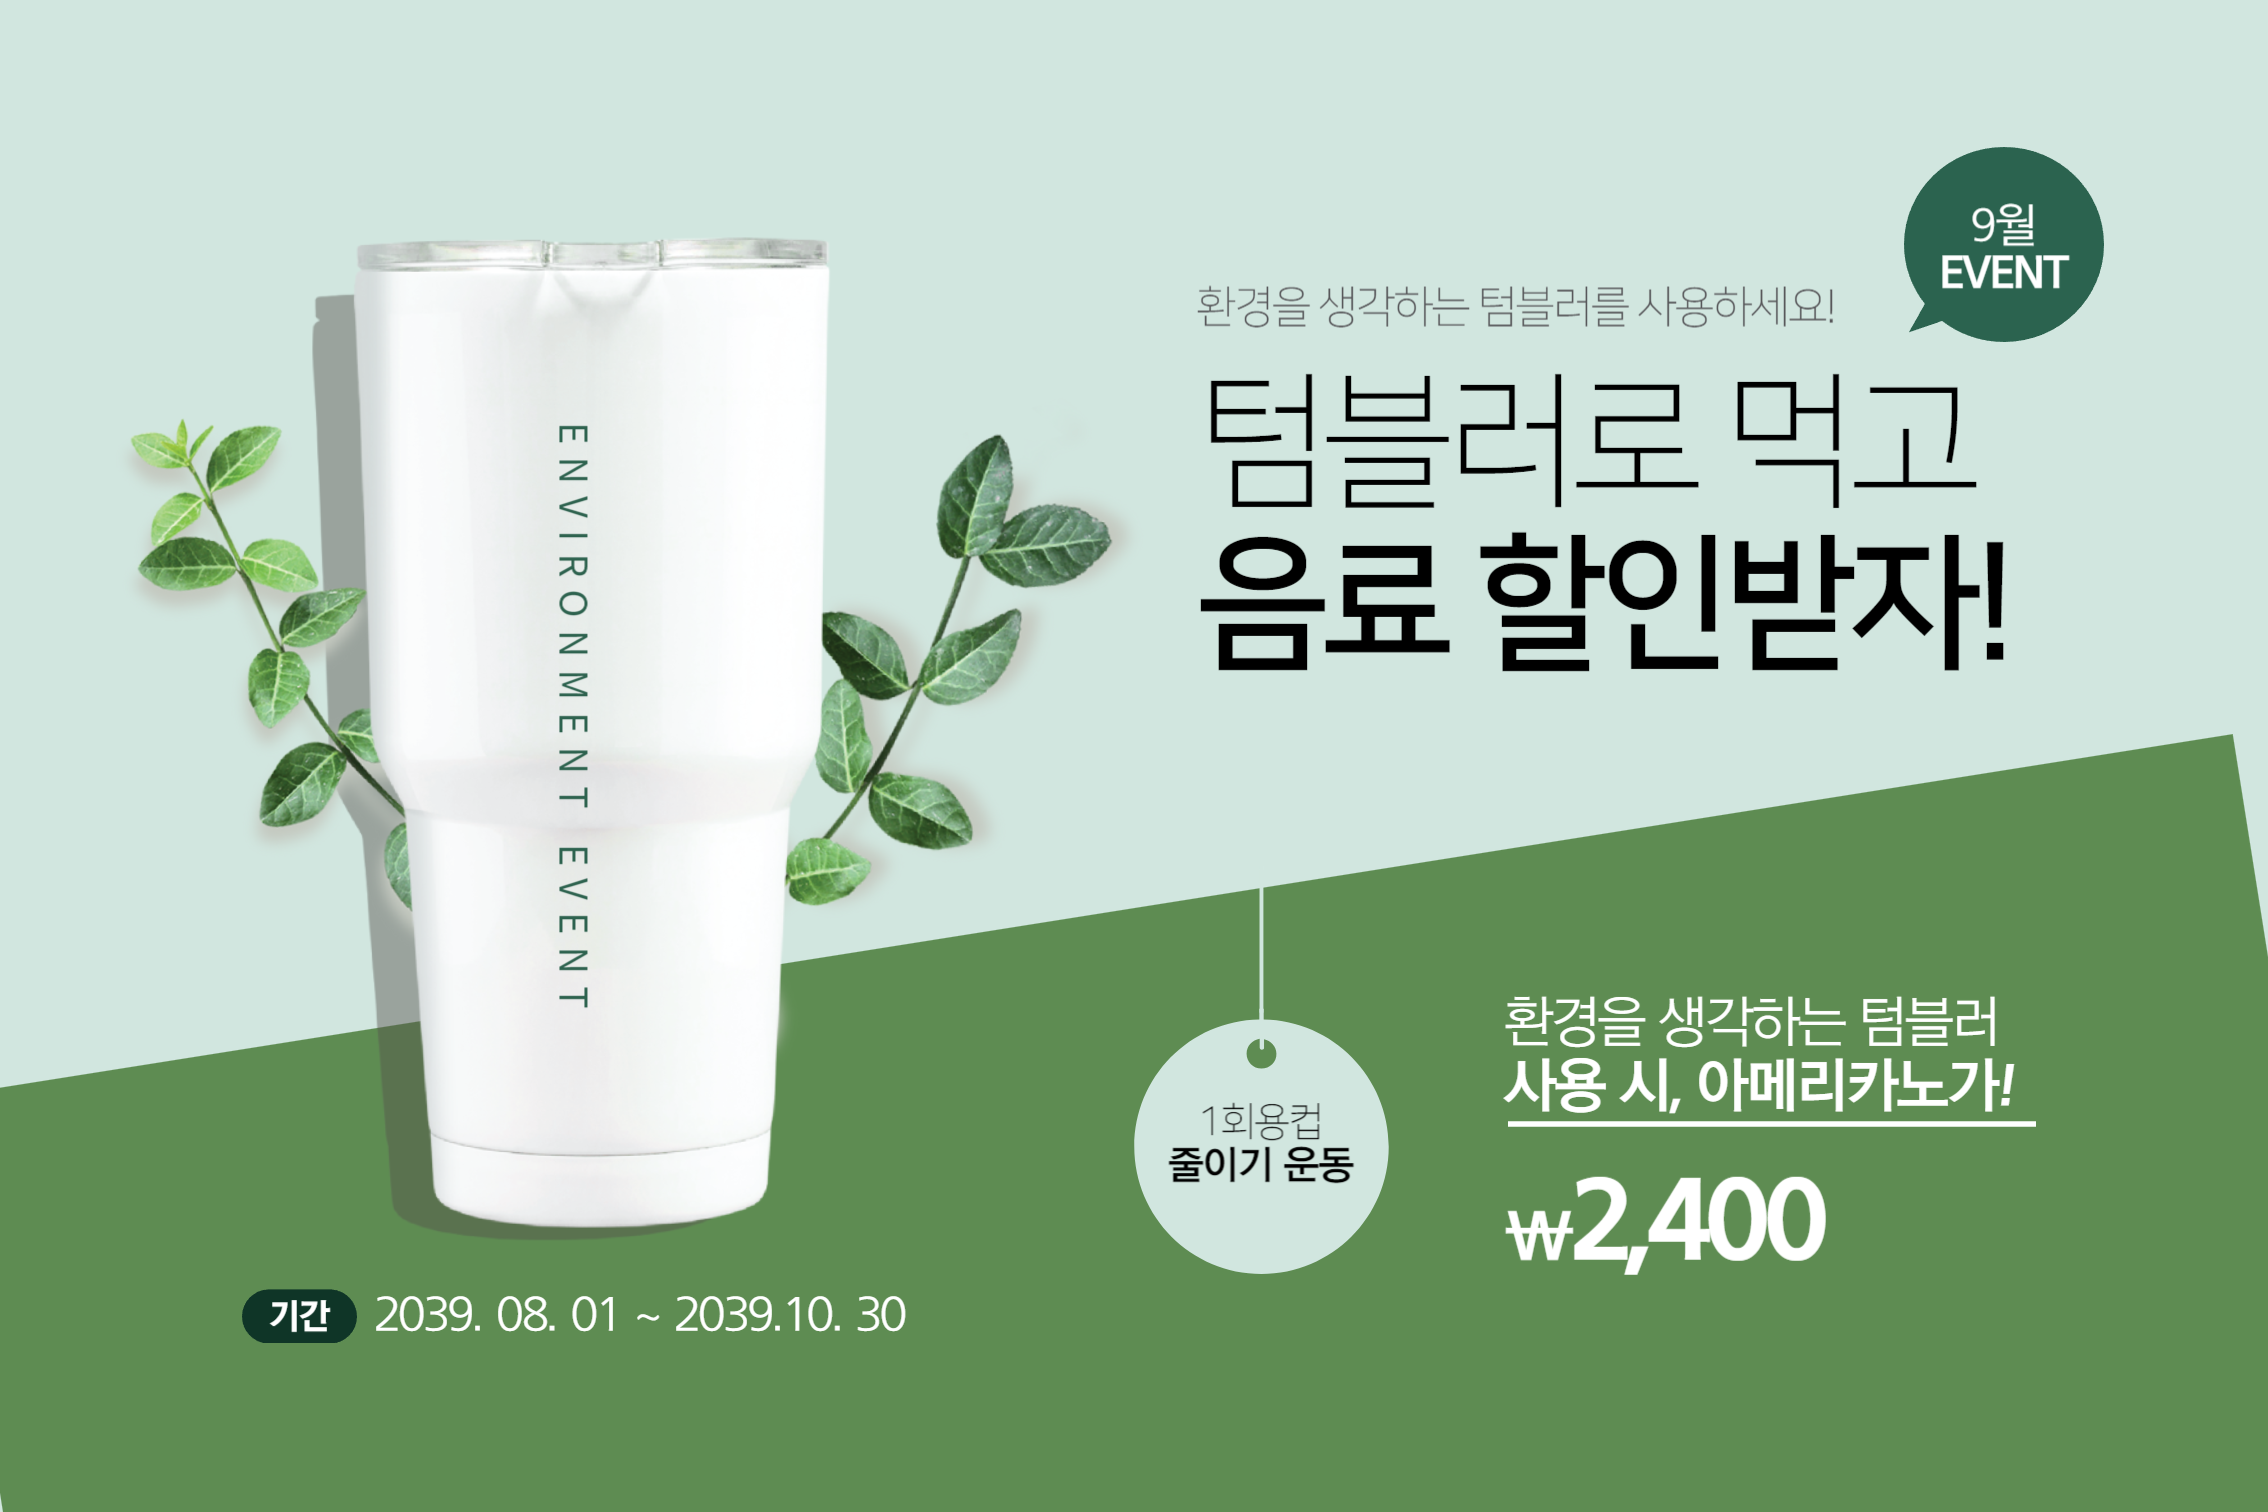 9월
EVENT
환경을 생각하는 텀블러를 사용하세요!
텀블러로 먹고
음료 할인받자!
ENVIRONMENT EVENT
1회용컵
줄이기 운동
환경을 생각하는 텀블러
사용 시, 아메리카노가!
₩2,400
기간 2039. 08. 01 ~ 2039.10. 30